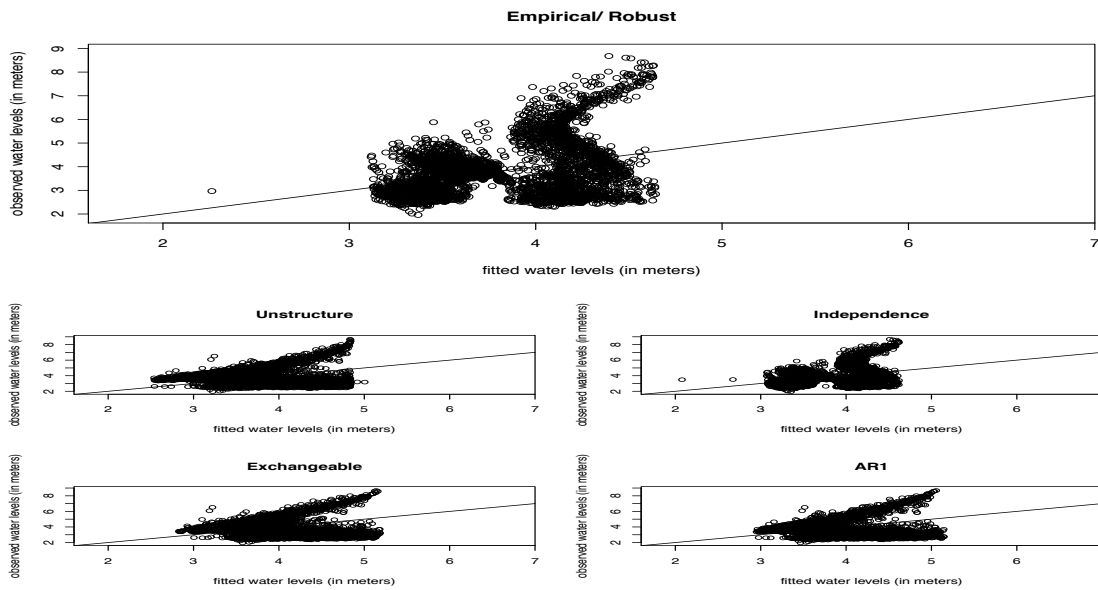 Empirical/ Robust
observed water levels (in meters)
9
8
7
6
5
4
3
2
2 3 4 5 6 7
fitted water levels (in meters)
Unstructure
observed water levels (in meters)
8
6
4
2
2 3 4 5 6 7
fitted water levels (in meters)
Independence
observed water levels (in meters)
8
6
4
2
2 3 4 5 6
fitted water levels (in meters)
Exchangeable
observed water levels (in meters)
8
6
4
2
2 3 4 5 6 7
fitted water levels (in meters)
AR1
observed water levels (in meters)
8
6
4
2
2 3 4 5 6
fitted water levels (in meters)